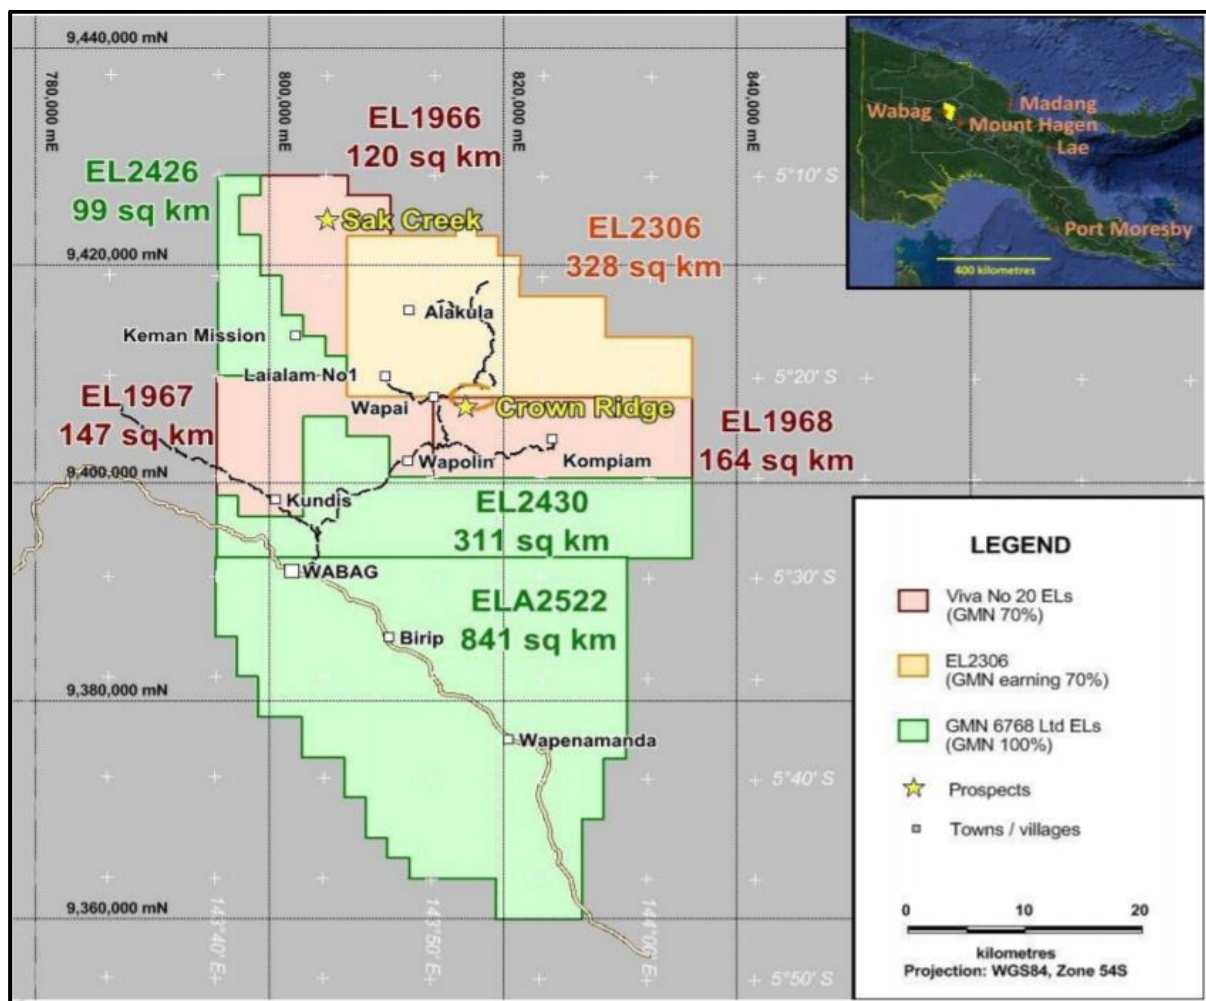 9,440,000 mN
780,000 mE
800,000 mE
820,000 mE
840,000 mE
EL1966
120 sq km
EL2426
99 sq km
5°10' S
Sak Creek
EL2306
328 sq km
9,420,000 mN
Alakula
Keman Mission
Laialam No1
5°20' S
EL1967
147 sq km
Wapai
Crown Ridge
EL1968
164 sq km
Wapolin
Kompiam
9,400,000 mN
Kundis
EL2430
311 sq km
WABAG
5°30' S
ELA2522
841 sq km
Birip
9,380,000 mN
Wapenamanda
5°40' S
9,360,000 mN
143°40' E
143°50' E
144°00' E
5°50' S
Wabag
Madang
Mount Hagen
Lae
Port Moresby
400 kilometres
LEGEND
Viva No 20 ELs
(GMN 70%)
EL2306
(GMN earning 70%)
GMN 6768 Ltd ELs
(GMN 100%)
Prospects
Towns / villages
0 10 20
kilometres
Projection: WGS84, Zone 54S